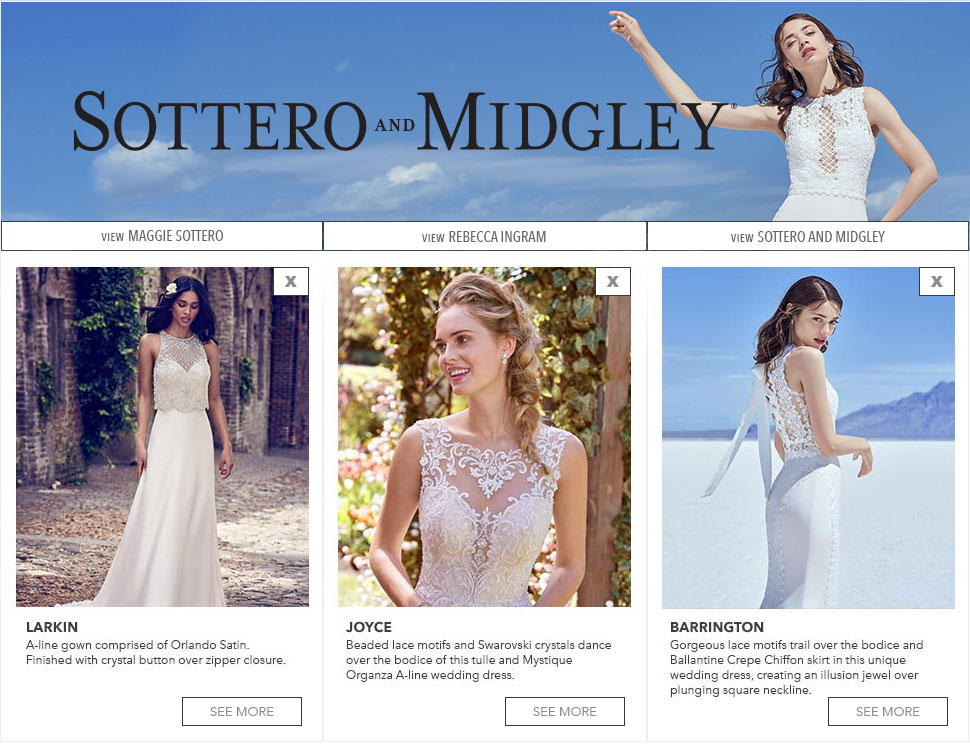 SOTTERO AND MIDGLEY®
VIEW MAGGIE SOTTERO
VIEW REBECCA INGRAM
VIEW SOTTERO AND MIDGLEY
X
X
X
LARKIN
A-line gown comprised of Orlando Satin.
Finished with crystal button over zipper closure.
SEE MORE
JOYCE
Beaded lace motifs and Swarovski crystals dance
over the bodice of this tulle and Mystique
Organza A-line wedding dress.
SEE MORE
BARRINGTON
Gorgeous lace motifs trail over the bodice and
Ballantine Crepe Chiffon skirt in this unique
wedding dress, creating an illusion jewel over
plunging square neckline.
SEE MORE